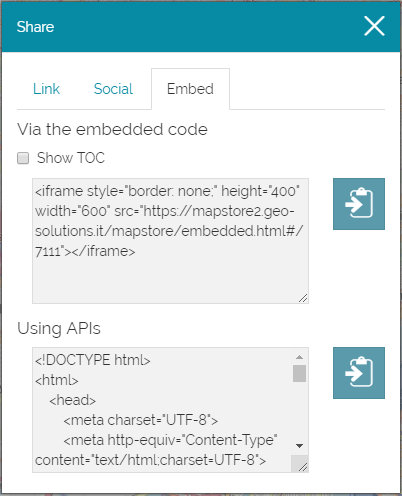 Share
Link Social Embed
Via the embedded code
Show TOC
<iframe style="border: none;" height="400"
width="600" src="https://mapstore2.geo-
solutions.it/mapstore/embedded.html#/
7111"></iframe>
Using APIs
<!DOCTYPE html>
<html>
<head>
<meta charset="UTF-8">
<meta http-equiv="Content-Type"
content="text/html;charset=UTF-8">